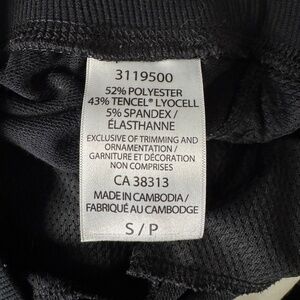 3119500
52% POLYESTER
43% TENCEL® LYOCELL
5% SPANDEX /
ÉLASTHANNE
EXCLUSIVE OF TRIMMING AND
ORNAMENTATION /
GARNITURE ET DÉCORATION
NON COMPRISES
CA 38313
MADE IN CAMBODIA /
FABRIQUÉ AU CAMBODGE
S / P